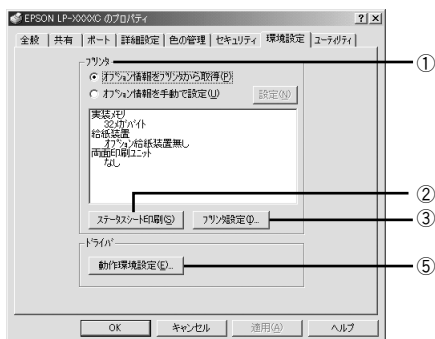 EPSON LP-XXXXC のプロパティ
全般 共有 ポート 詳細設定 色の管理 セキュリティ 環境設定 ユーティリティ
プリンタ
①
オプション情報をプリンタから取得(P)
オプション情報を手動で設定(U)
設定(N)
実装メモリ
32メガバイト
給紙装置
オプション給紙装置無し
両面印刷ユニット
なし
②
ステータスシート印刷(S) プリンタ設定(I)...
③
ドライバ
動作環境設定(E)...
⑤
OK キャンセル 適用(A) ヘルプ